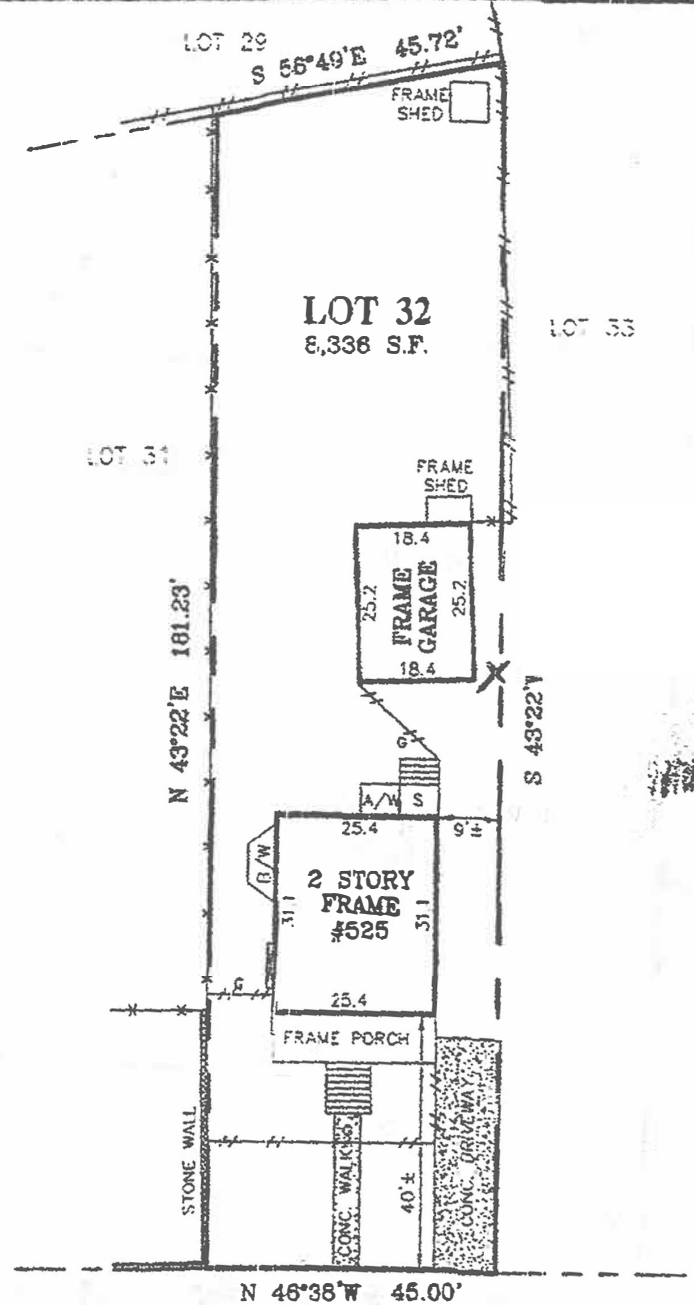 LOT 29
S 56°49'E 45.72'
FRAME
SHED
LOT 32
8,336 S.F.
LOT 33
LOT 31
FRAME
SHED
18.4
25.2
FRAME
GARAGE
25.2
18.4
N 43°22'E 181.23'
S 43°22'W
G
A/W
S
25.4
9'±
B/W
2 STORY
FRAME
#525
31.1
31.1
G
25.4
FRAME PORCH
STONE WALL
CONC. WALK
G
40'±
CONC. DRIVEWAY
N 46°38'W 45.00'